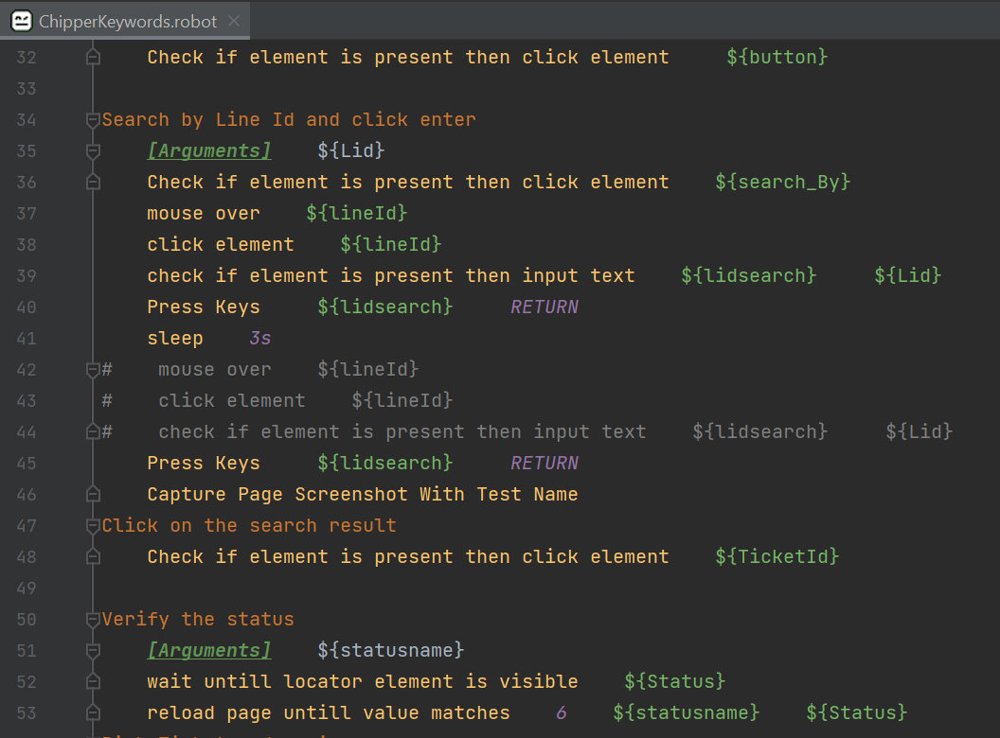 ChipperKeywords.robot
32 Check if element is present then click element ${button}
33
34 Search by Line Id and click enter
35 [Arguments] ${Lid}
36 Check if element is present then click element ${search_By}
37 mouse over ${lineId}
38 click element ${lineId}
39 check if element is present then input text ${lidsearch} ${Lid}
40 Press Keys ${lidsearch} RETURN
41 sleep 3s
42 # mouse over ${lineId}
43 # click element ${lineId}
44 # check if element is present then input text ${lidsearch} ${Lid}
45 Press Keys ${lidsearch} RETURN
46 Capture Page Screenshot With Test Name
47 Click on the search result
48 Check if element is present then click element ${TicketId}
49
50 Verify the status
51 [Arguments] ${statusname}
52 wait untill locator element is visible ${Status}
53 reload page untill value matches 6 ${statusname} ${Status}